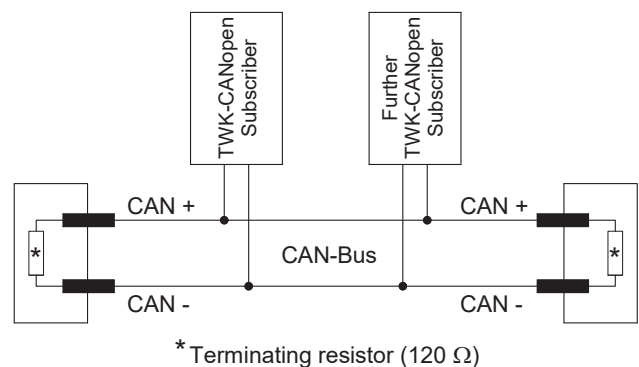 TWK-CANopen
Subscriber
Further
TWK-CANopen
Subscriber
CAN +
CAN +
*
CAN-Bus
*
CAN -
CAN -
* Terminating resistor (120 Ω)